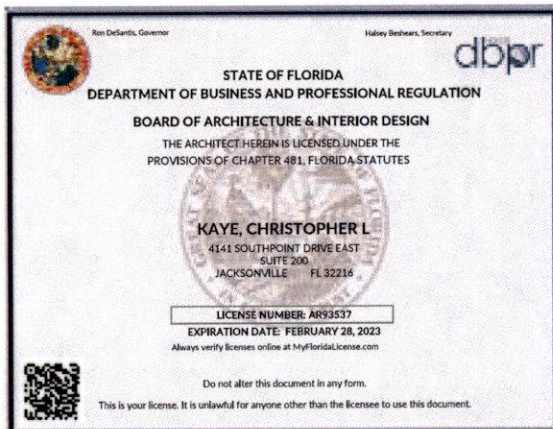 Ron DeSantis, Governor
Halsey Beshears, Secretary
dbpr
STATE OF FLORIDA
DEPARTMENT OF BUSINESS AND PROFESSIONAL REGULATION
BOARD OF ARCHITECTURE & INTERIOR DESIGN
THE ARCHITECT HEREIN IS LICENSED UNDER THE
PROVISIONS OF CHAPTER 481, FLORIDA STATUTES
KAYE, CHRISTOPHER L
4141 SOUTHPOINT DRIVE EAST
SUITE 200
JACKSONVILLE FL 32216
LICENSE NUMBER: AR93537
EXPIRATION DATE: FEBRUARY 28, 2023
Always verify licenses online at MyFloridaLicense.com
Do not alter this document in any form.
This is your license. It is unlawful for anyone other than the licensee to use this document.